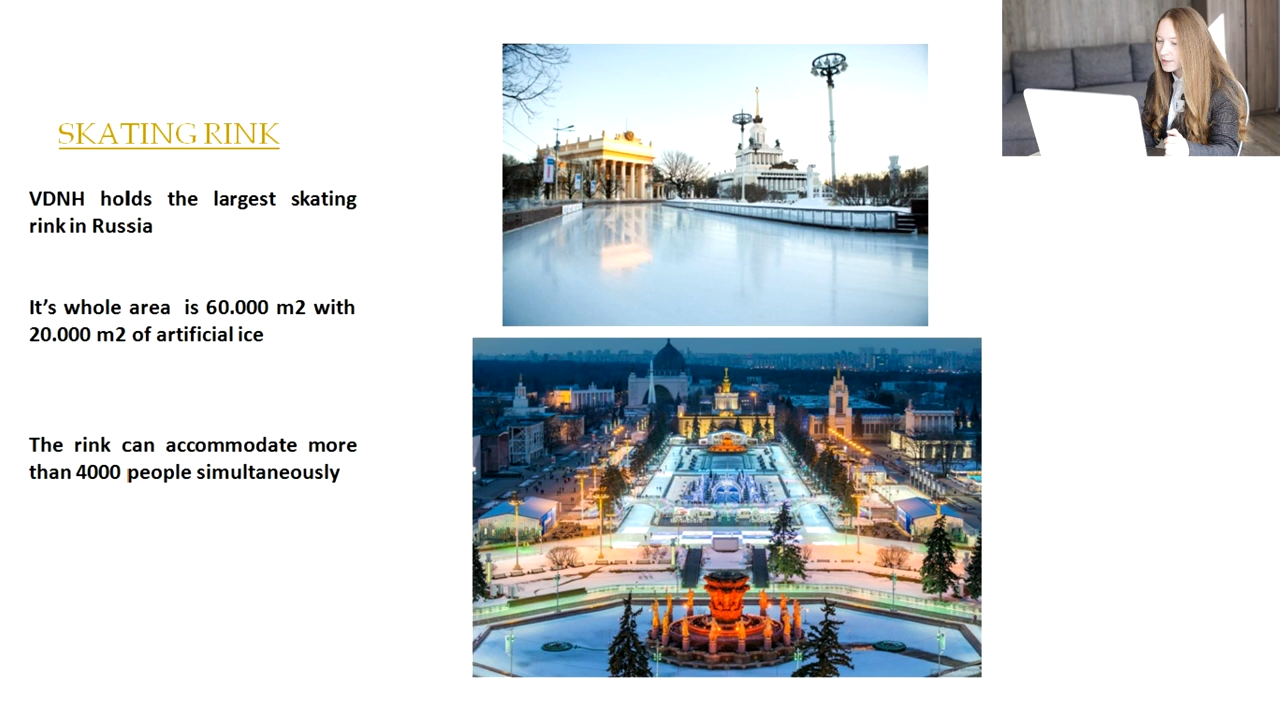 SKATING RINK
VDNH holds the largest skating
rink in Russia
It's whole area is 60.000 m2 with
20.000 m2 of artificial ice
The rink can accommodate more
than 4000 people simultaneously